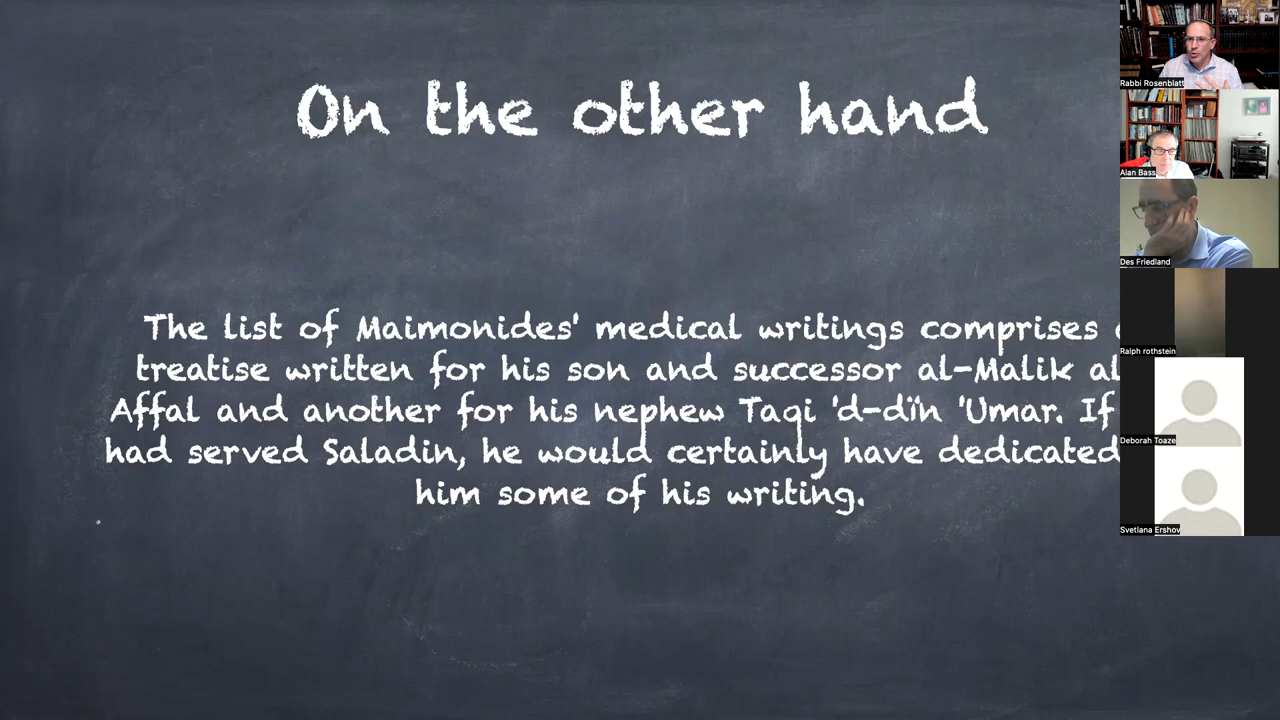 On the other hand
The list of Maimonides' medical writings comprises
treatise written for his son and successor al-Malik al
Affal and another for his nephew Taqi 'd-dïn 'Umar. If
had served Saladin, he would certainly have dedicated
him some of his writing.
Rabbi Rosenblatt
Alan Bass
Des Friedland
Ralph rothstein
Deborah Toaze
Svetlana Ershov